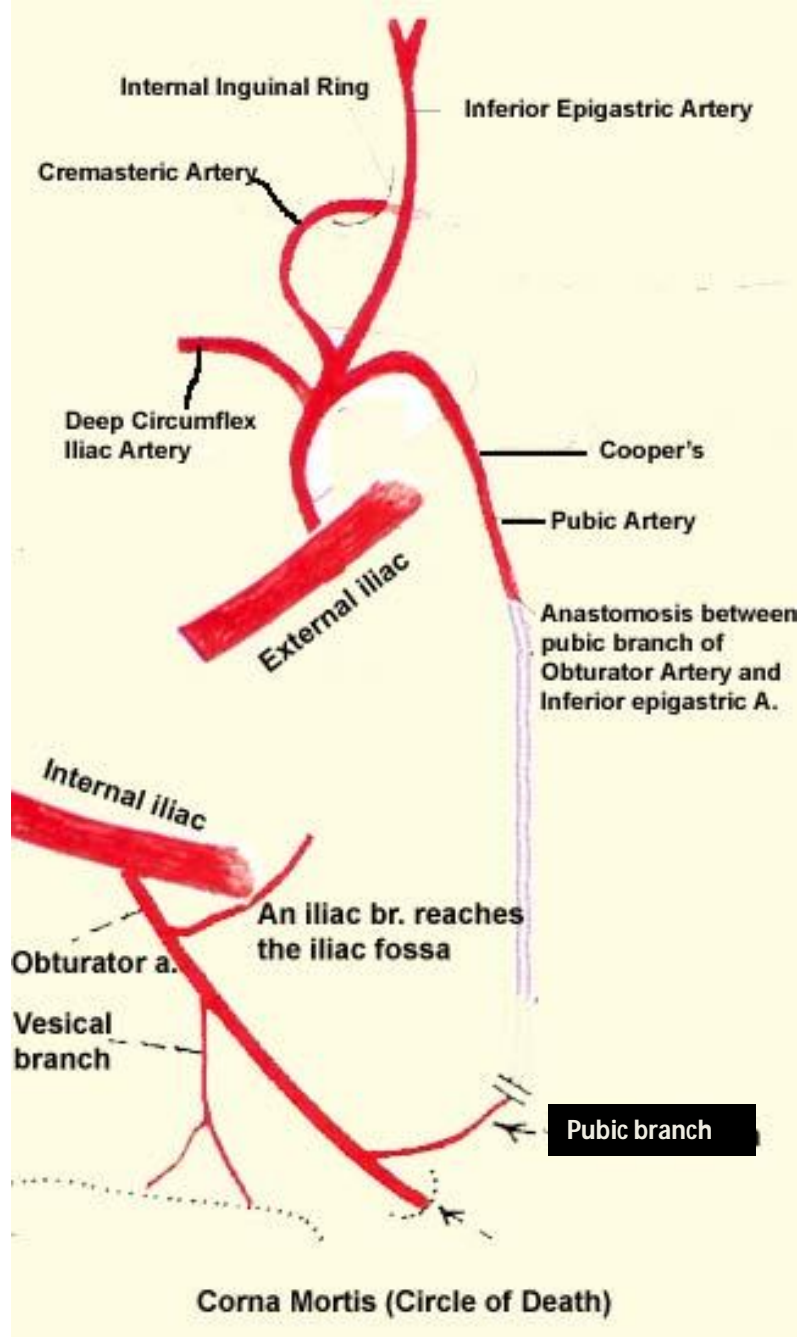 Internal Inguinal Ring
Inferior Epigastric Artery
Cremasteric Artery
Deep Circumflex
Iliac Artery
Cooper's
Pubic Artery
External iliac
Anastomosis between
pubic branch of
Obturator Artery and
Inferior epigastric A.
Internal iliac
An iliac br. reaches
the iliac fossa
Obturator a.
Vesical
branch
Pubic branch
Corna Mortis (Circle of Death)